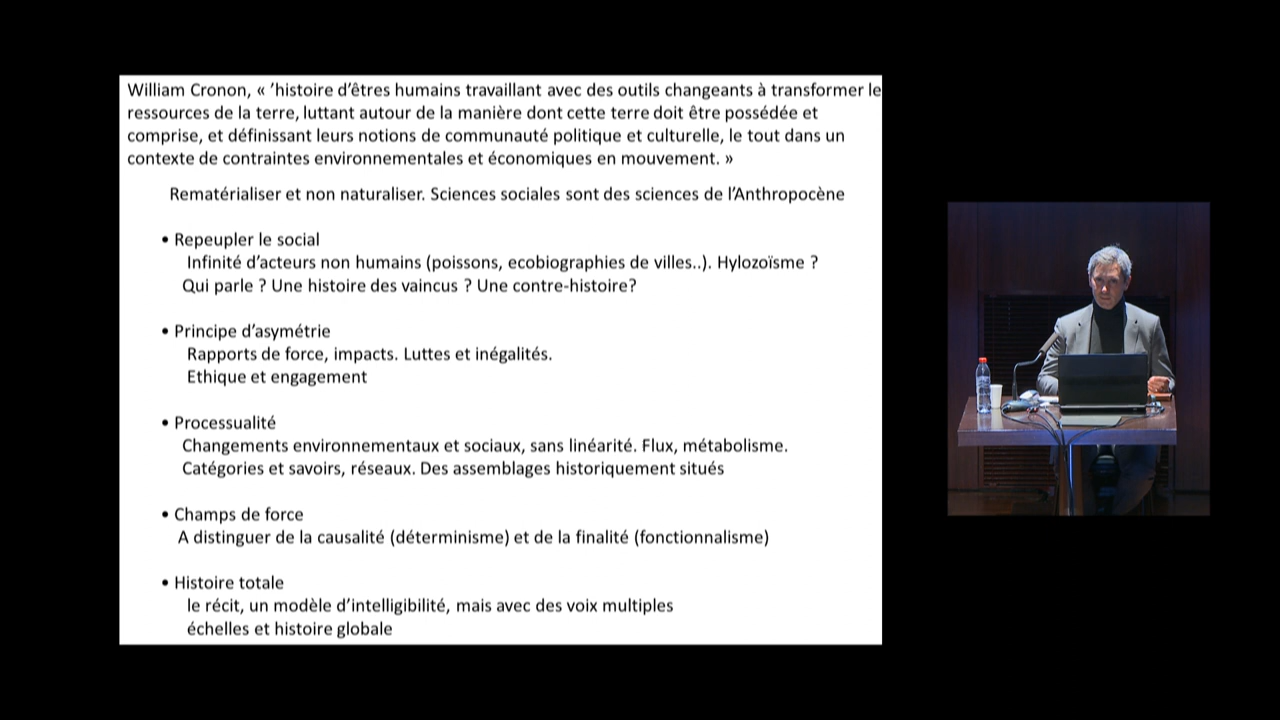 William Cronon, « ’histoire d’êtres humains travaillant avec des outils changeants à transformer le
ressources de la terre, luttant autour de la manière dont cette terre doit être possédée et
comprise, et définissant leurs notions de communauté politique et culturelle, le tout dans un
contexte de contraintes environnementales et économiques en mouvement. »
Rematérialiser et non naturaliser. Sciences sociales sont des sciences de l’Anthropocène
• Repeupler le social
Infinité d’acteurs non humains (poissons, ecobiographies de villes..). Hylozoïsme ?
Qui parle ? Une histoire des vaincus ? Une contre-histoire?
• Principe d’asymétrie
Rapports de force, impacts. Luttes et inégalités.
Ethique et engagement
• Processualité
Changements environnementaux et sociaux, sans linéarité. Flux, métabolisme.
Catégories et savoirs, réseaux. Des assemblages historiquement situés
• Champs de force
A distinguer de la causalité (déterminisme) et de la finalité (fonctionnalisme)
• Histoire totale
le récit, un modèle d’intelligibilité, mais avec des voix multiples
échelles et histoire globale